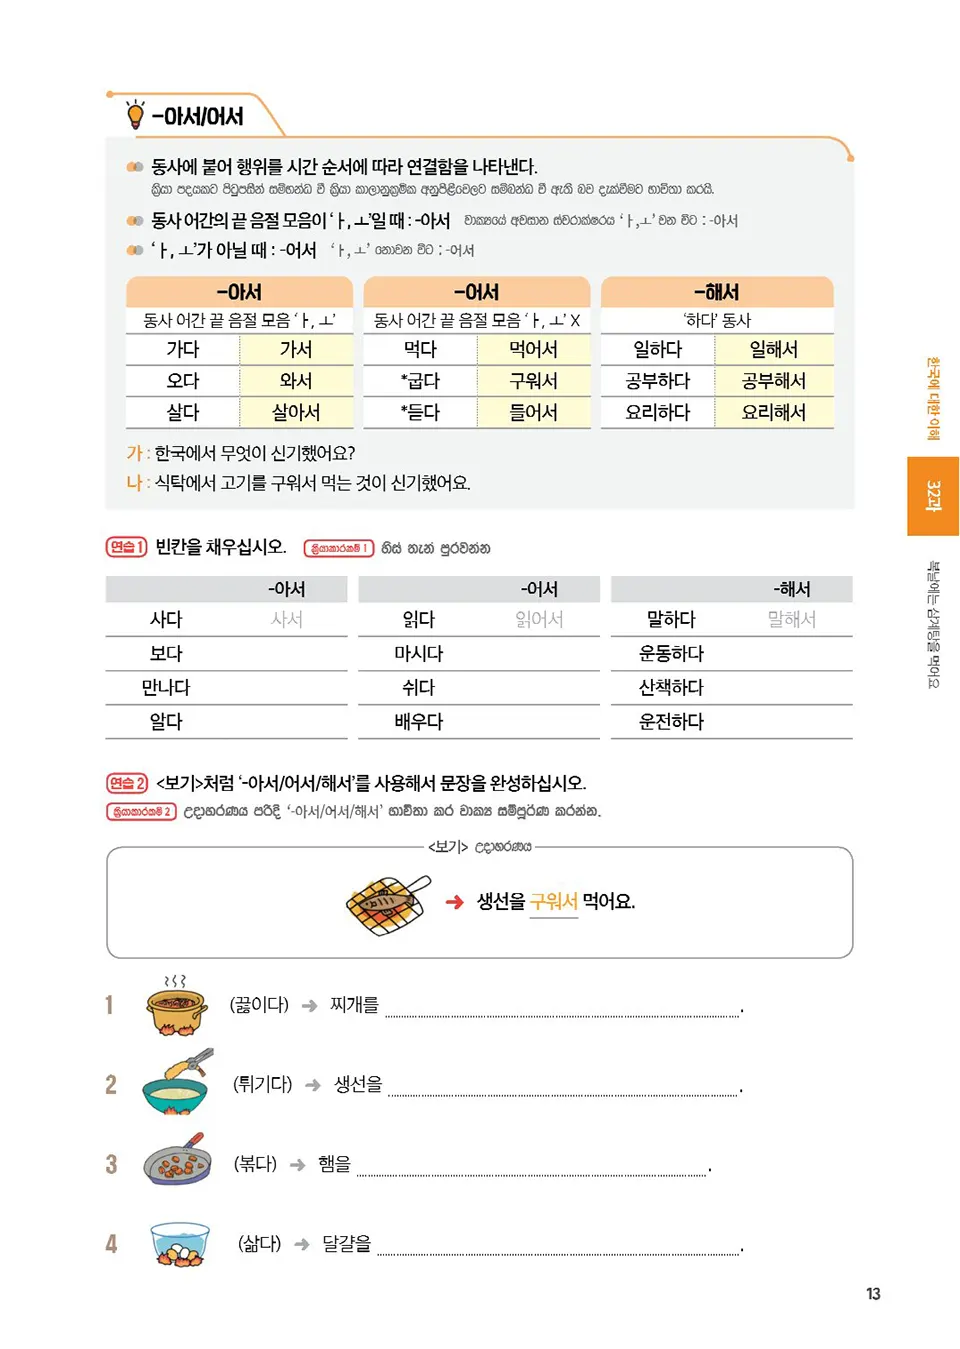 -아서/어서
동사에 붙어 행위를 시간 순서에 따라 연결함을 나타낸다.
ක්‍රියා පදයකට පිටුපසින් සම්භන්ධ වී ක්‍රියා කාලානුක්‍රමික අනුපිළිවෙලට සම්බන්ධ වී ඇති බව දැක්වීමට භාවිතා කරයි.
동사 어간의 끝 음절 모음이 ‘ㅏ, ㅗ’일 때 : -아서 වාක්‍යයේ අවසාන ස්වරාක්ෂරය ‘ㅏ,ㅗ’ වන විට : -아서
‘ㅏ, ㅗ’가 아닐 때 : -어서 ‘ㅏ, ㅗ’ නොවන විට : -어서
-아서 -어서 -해서
동사 어간 끝 음절 모음 ‘ㅏ, ㅗ’ 동사 어간 끝 음절 모음 ‘ㅏ, ㅗ’ X ‘하다’ 동사
가다 가서 먹다 먹어서 일하다 일해서
오다 와서 *굽다 구워서 공부하다 공부해서
살다 살아서 *듣다 들어서 요리하다 요리해서
가 : 한국에서 무엇이 신기했어요?
나 : 식탁에서 고기를 구워서 먹는 것이 신기했어요.
연습 1 빈칸을 채우십시오. ක්‍රියාකාරකම් 1 හිස් තැන් පුරවන්න
-아서 -어서 -해서
사다 사서 읽다 읽어서 말하다 말해서
보다 마시다 운동하다
만나다 쉬다 산책하다
알다 배우다 운전하다
연습 2 <보기>처럼 ‘-아서/어서/해서’를 사용해서 문장을 완성하십시오.
ක්‍රියාකාරකම් 2 උදාහරණය පරිදි ‘-아서/어서/해서’ භාවිතා කර වාක්‍ය සම්පූර්ණ කරන්න.
<보기> උදාහරණය
➔ 생선을 구워서 먹어요.
1 (끓이다) ➔ 찌개를 .
2 (튀기다) ➔ 생선을 .
3 (볶다) ➔ 햄을 .
4 (삶다) ➔ 달걀을 .
한국에 대한 이해
32과
복날에는 삼계탕을 먹어요
13